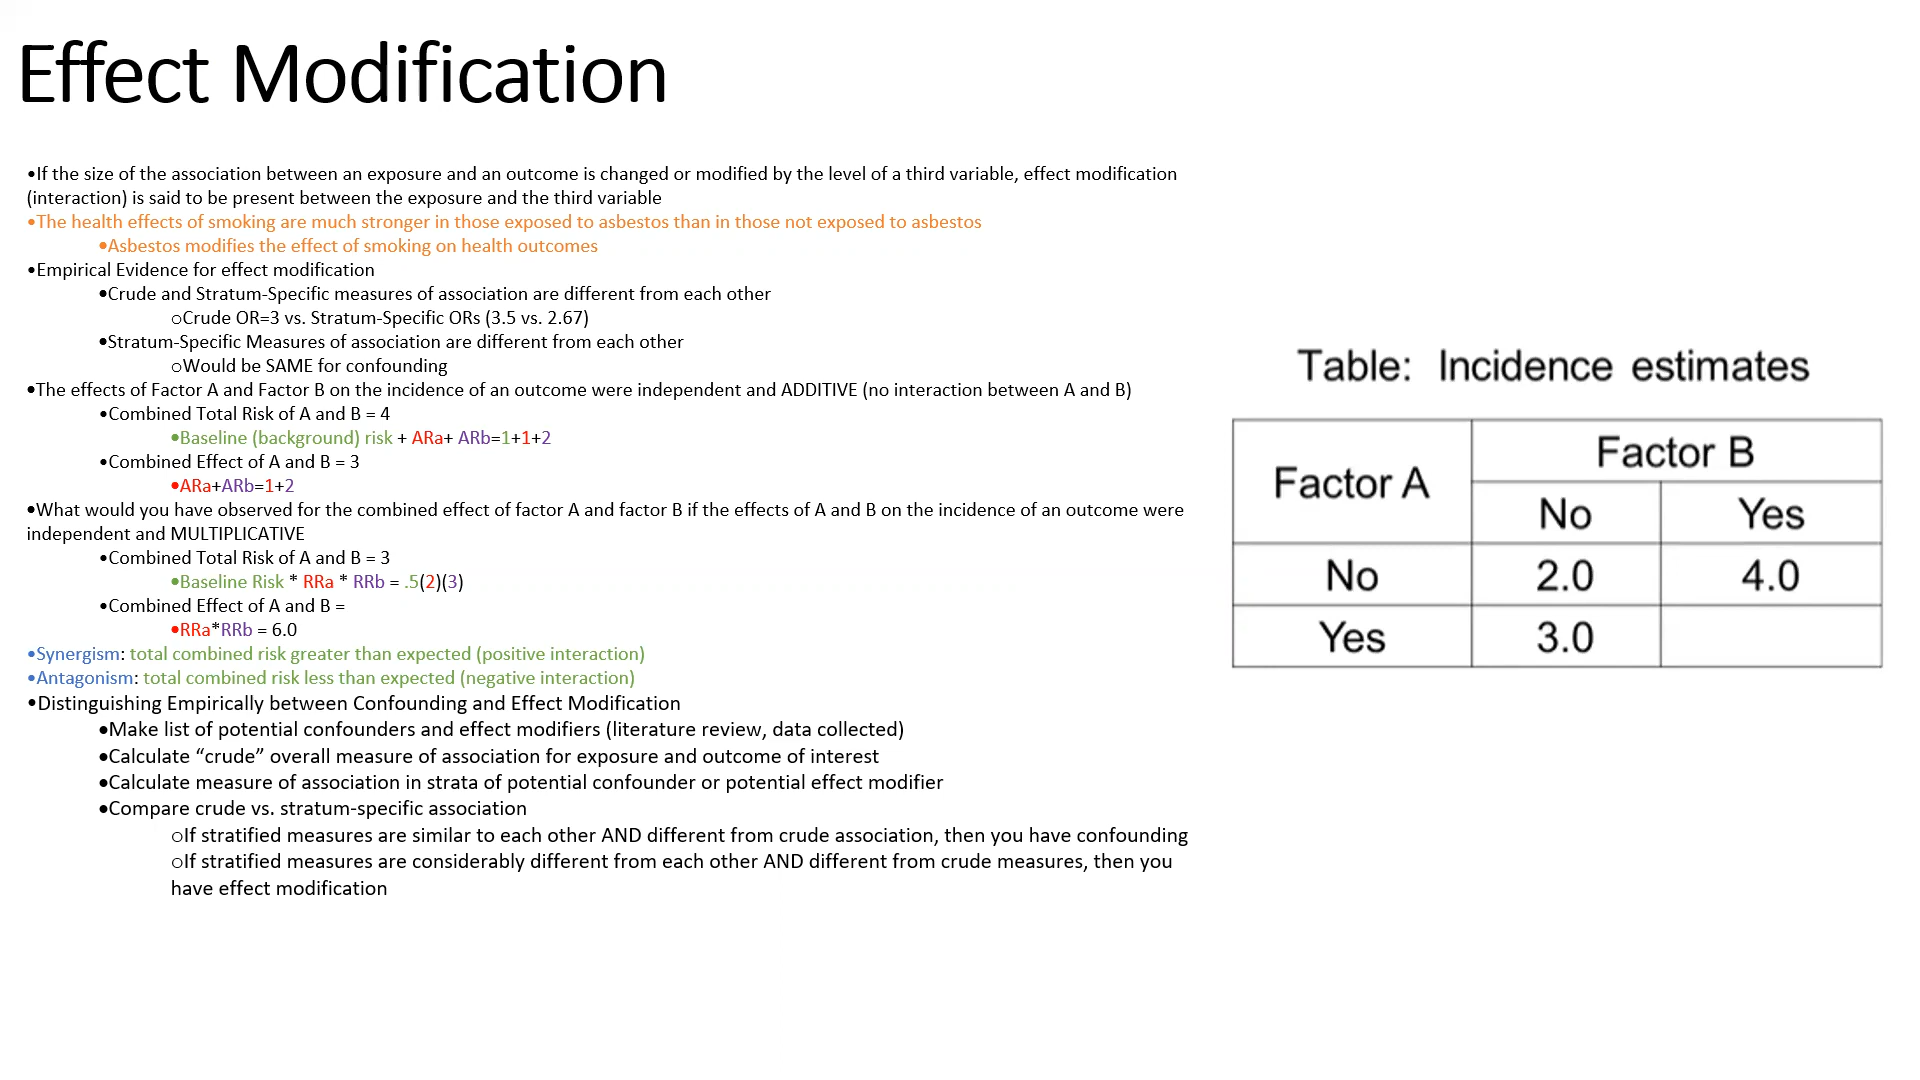 Effect Modification
•If the size of the association between an exposure and an outcome is changed or modified by the level of a third variable, effect modification
(interaction) is said to be present between the exposure and the third variable
•The health effects of smoking are much stronger in those exposed to asbestos than in those not exposed to asbestos
•Asbestos modifies the effect of smoking on health outcomes
•Empirical Evidence for effect modification
•Crude and Stratum-Specific measures of association are different from each other
oCrude OR=3 vs. Stratum-Specific ORs (3.5 vs. 2.67)
•Stratum-Specific Measures of association are different from each other
oWould be SAME for confounding
•The effects of Factor A and Factor B on the incidence of an outcome were independent and ADDITIVE (no interaction between A and B)
•Combined Total Risk of A and B = 4
•Baseline (background) risk + ARa+ ARb=1+1+2
•Combined Effect of A and B = 3
•ARa+ARb=1+2
•What would you have observed for the combined effect of factor A and factor B if the effects of A and B on the incidence of an outcome were
independent and MULTIPLICATIVE
•Combined Total Risk of A and B = 3
•Baseline Risk * RRa * RRb = .5(2)(3)
•Combined Effect of A and B =
•RRa*RRb = 6.0
•Synergism: total combined risk greater than expected (positive interaction)
•Antagonism: total combined risk less than expected (negative interaction)
•Distinguishing Empirically between Confounding and Effect Modification
•Make list of potential confounders and effect modifiers (literature review, data collected)
•Calculate “crude” overall measure of association for exposure and outcome of interest
•Calculate measure of association in strata of potential confounder or potential effect modifier
•Compare crude vs. stratum-specific association
oIf stratified measures are similar to each other AND different from crude association, then you have confounding
oIf stratified measures are considerably different from each other AND different from crude measures, then you
have effect modification
Table: Incidence estimates
Factor A
Factor B
No Yes
No 2.0 4.0
Yes 3.0